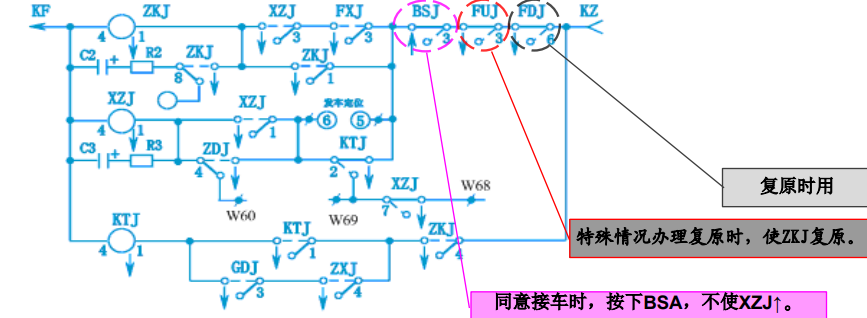 KF ZKJ XZJ FXJ BSJ FUJ FDJ KZ
4 1 3 3 3 3 6
C2 + R2 ZKJ ZKJ
8 1
XZJ XZJ 发车定位
4 1 1 6 5
C3 + R3 ZDJ KTJ
4 2
W60 W69 XZJ W68
7
KTJ KTJ ZKJ
4 1 1 4
GDJ ZXJ
3 4
复原时用
特殊情况办理复原时，使ZKJ复原。
同意接车时，按下BSA，不使XZJ↑。